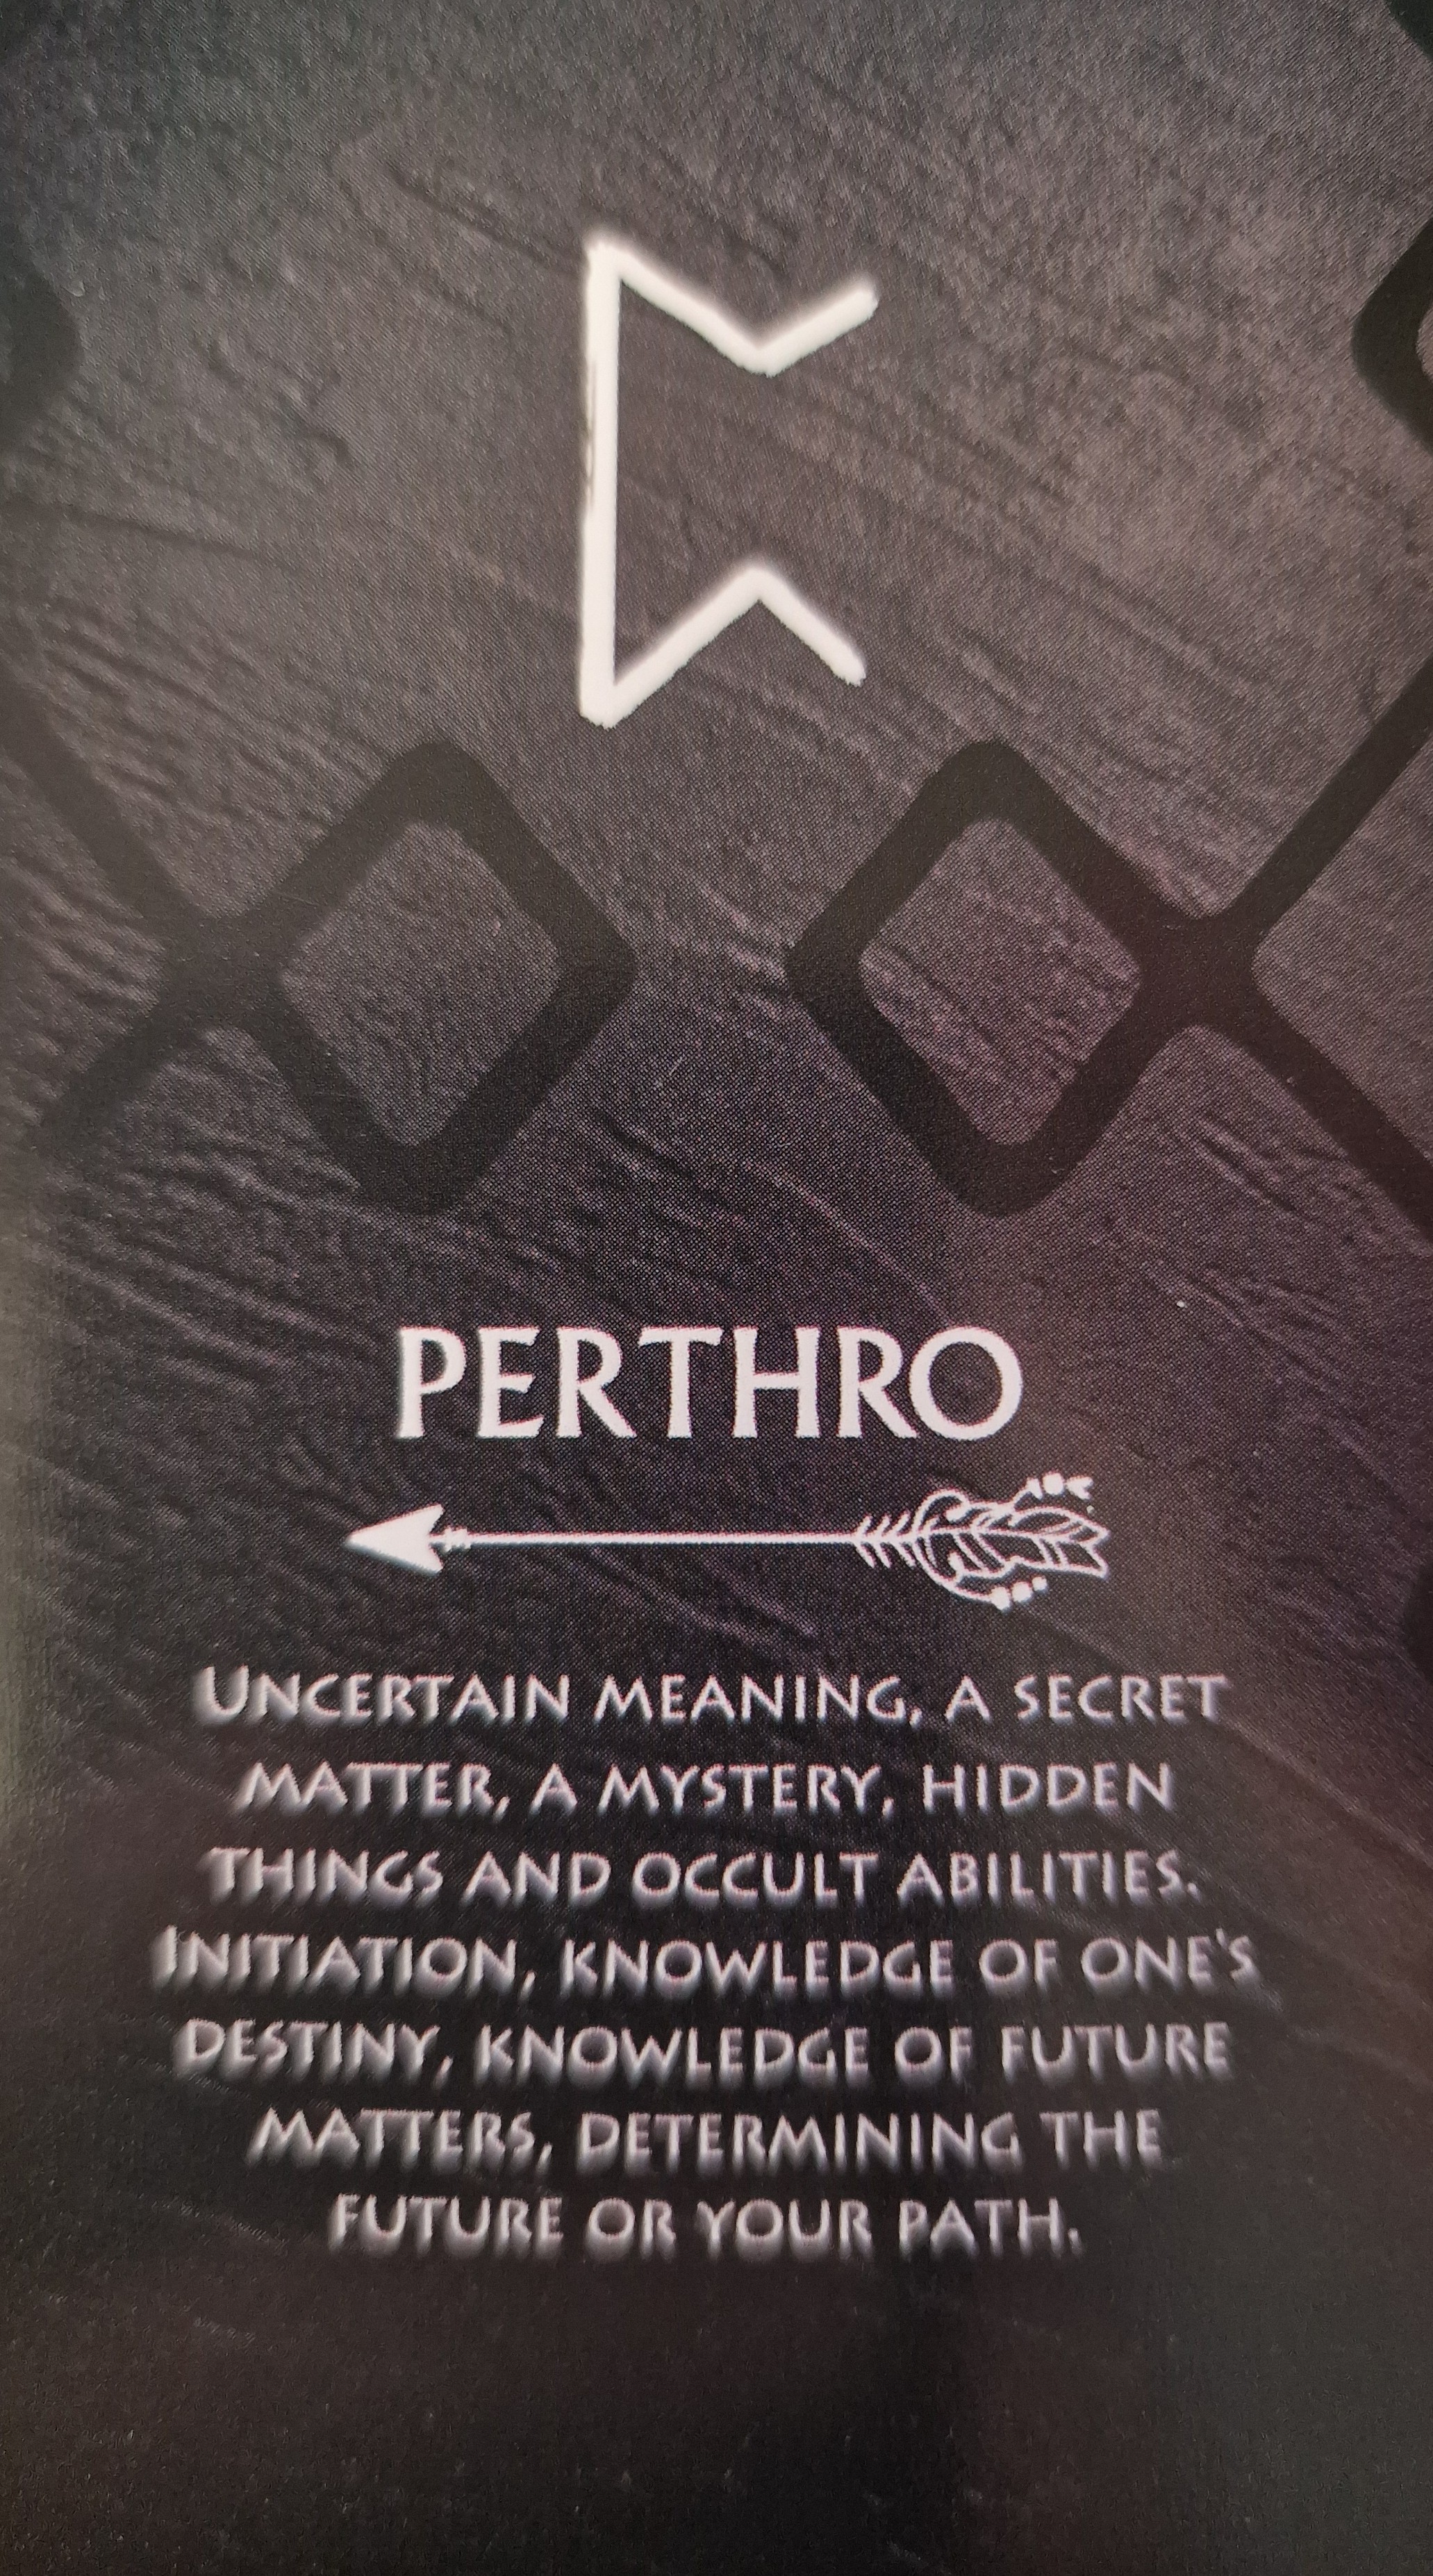 ᛈ
PERTHRO
UNCERTAIN MEANING, A SECRET
MATTER, A MYSTERY, HIDDEN
THINGS AND OCCULT ABILITIES.
INITIATION, KNOWLEDGE OF ONE'S
DESTINY, KNOWLEDGE OF FUTURE
MATTERS, DETERMINING THE
FUTURE OR YOUR PATH.